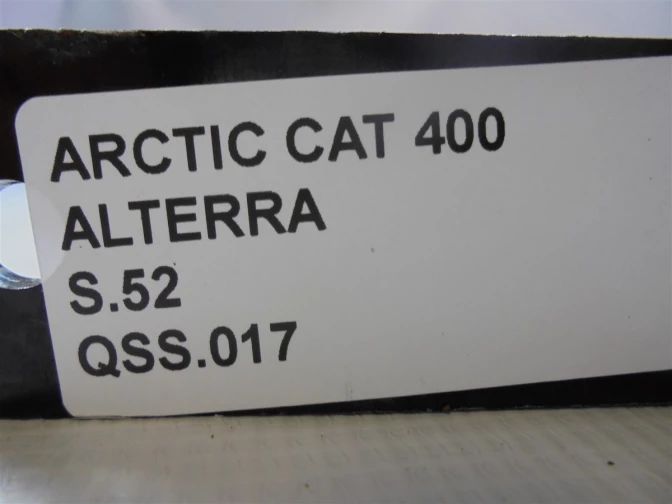 ARCTIC CAT 400
ALTERRA
S.52
QSS.017